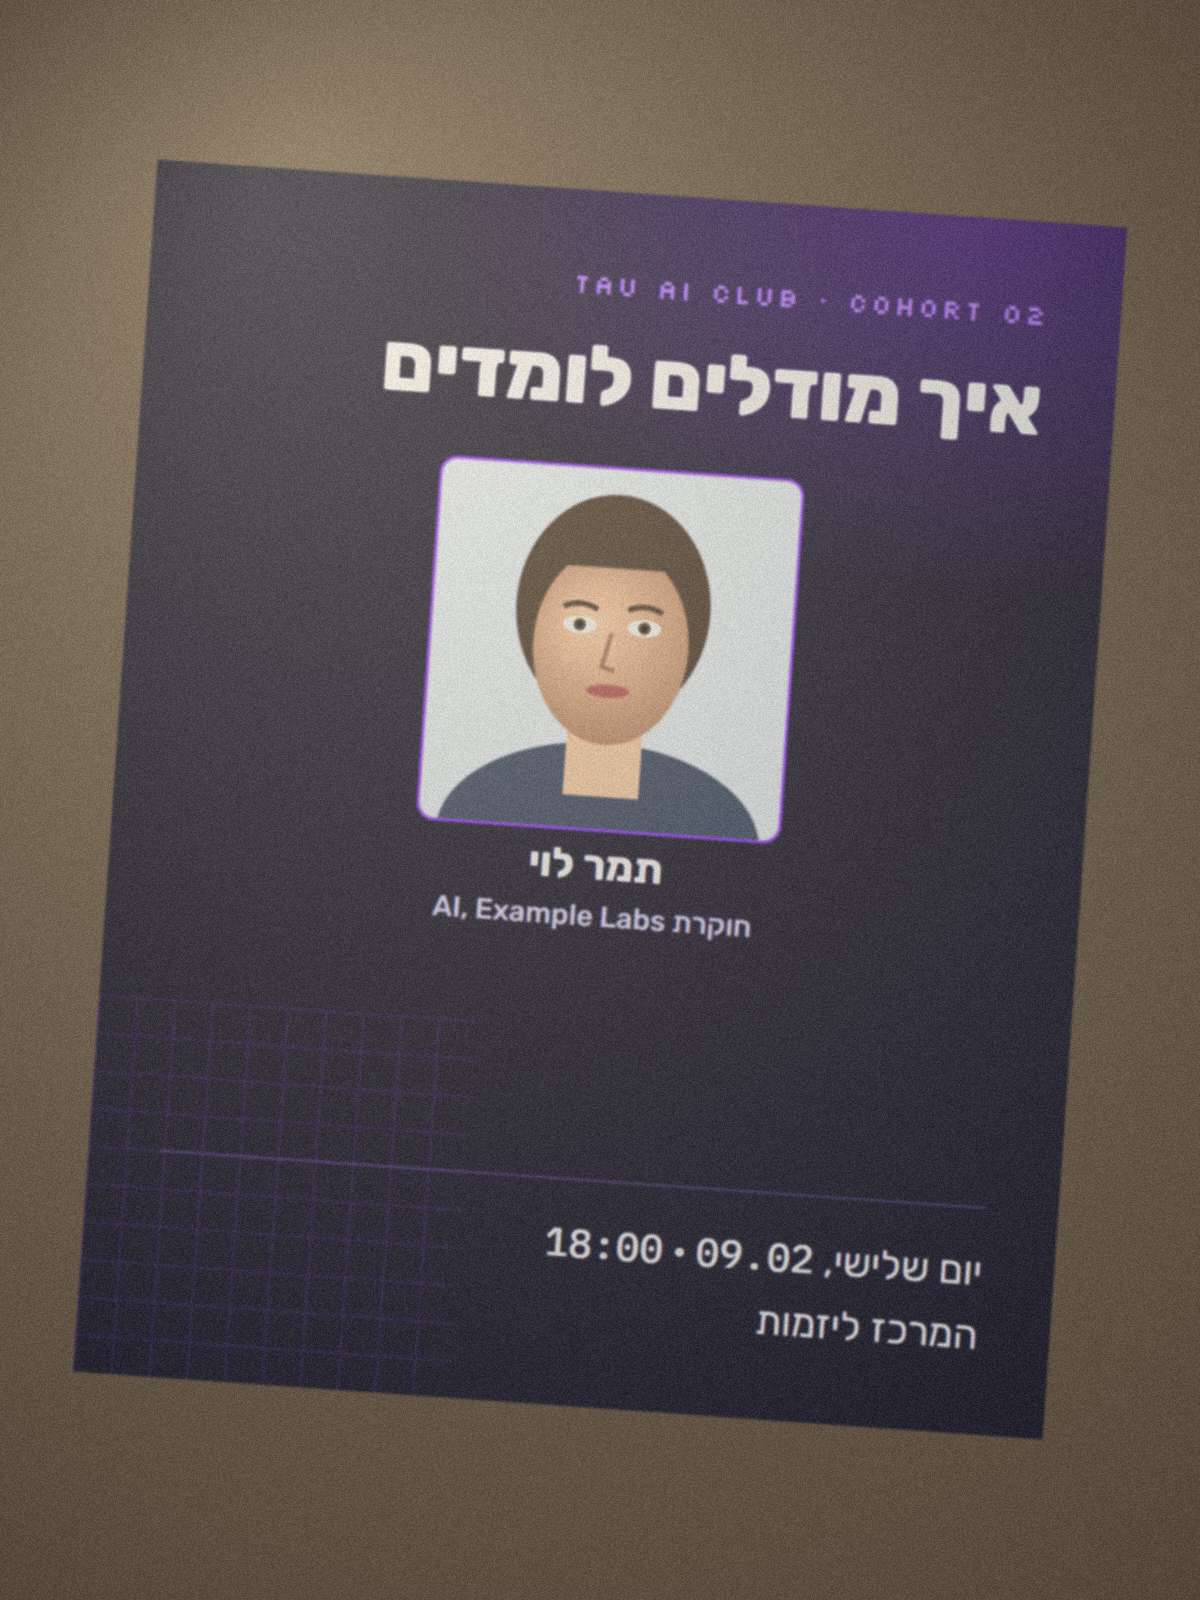 TAU AI CLUB · COHORT 02
איך מודלים לומדים
תמר לוי
חוקרת AI, Example Labs
יום שלישי, 09.02 · 18:00
המרכז ליזמות